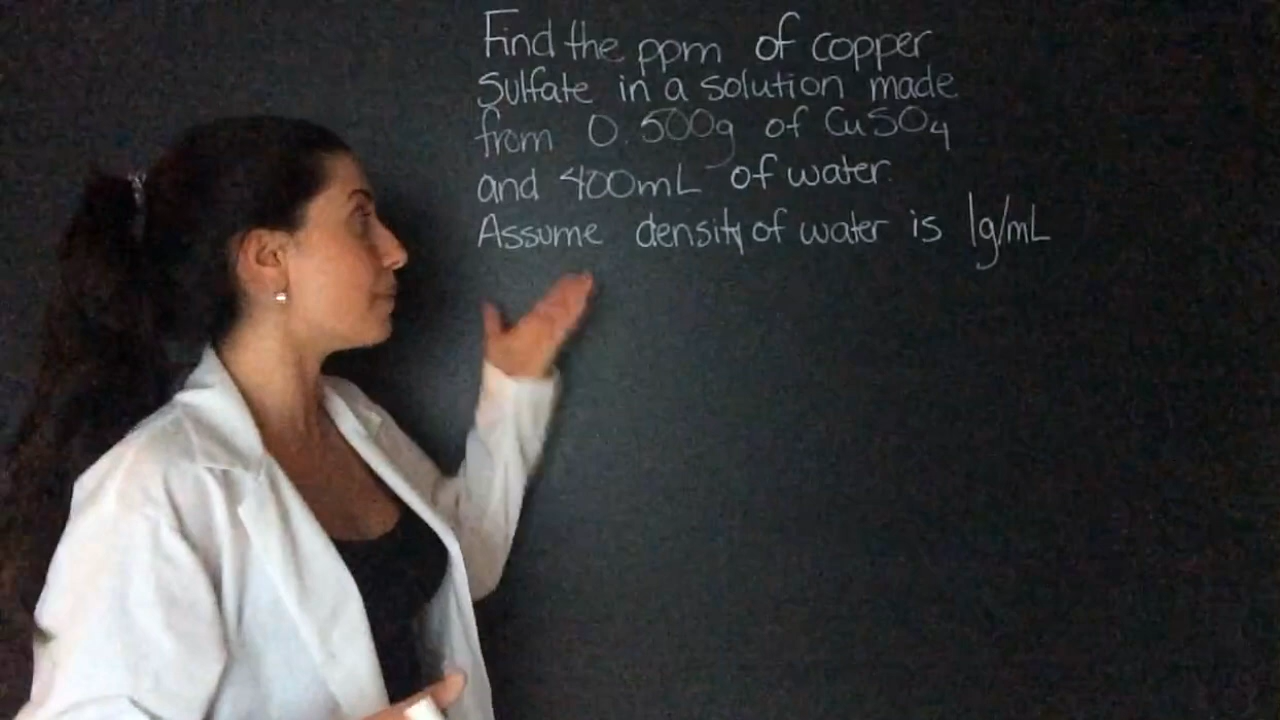 Find the ppm of copper
sulfate in a solution made
from 0.500g of CuSO4
and 400mL of water.
Assume density of water is 1g/mL